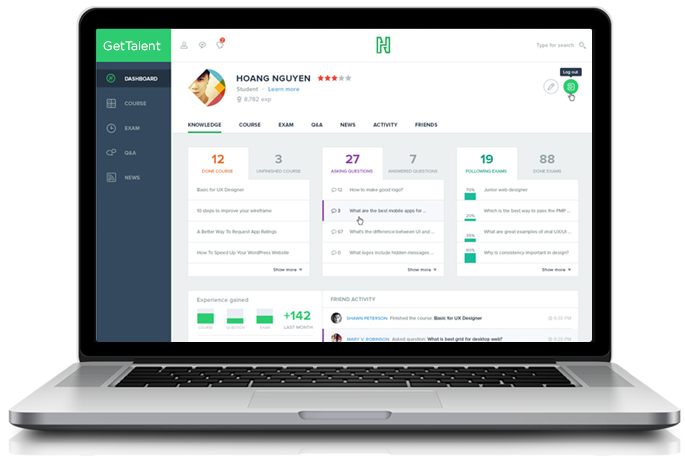 GetTalent
2
Type for search
Log out
DASHBOARD
COURSE
EXAM
Q&A
NEWS
HOANG NGUYEN
Student · Learn more
8,782 exp
KNOWLEDGE COURSE EXAM Q&A NEWS ACTIVITY FRIENDS
12
DONE COURSE
3
UNFINISHED COURSE
Basic for UX Designer
10 steps to improve your wireframe
A Better Way To Request App Ratings
How To Speed Up Your WordPress Website
Show more
27
ASKING QUESTIONS
7
ANSWERED QUESTIONS
12 How to make good logo?
3 What are the best mobile apps for ...
67 What's the difference between UI and ...
0 What logos include hidden messages ...
Show more
19
FOLLOWING EXAMS
88
DONE EXAMS
70% Junior web designer
20% Which is the best way to pass the PMP ...
50% What are great examples of viral UX/UI ...
90% Why is consistency important in design?
Show more
Experience gained
COURSE
QUESTION
EXAM
+142
LAST MONTH
FRIEND ACTIVITY
SHAWN PETERSON Finished the course: Basic for UX Designer
MARY V. ROBINSON Asked question: What is best grid for desktop web?